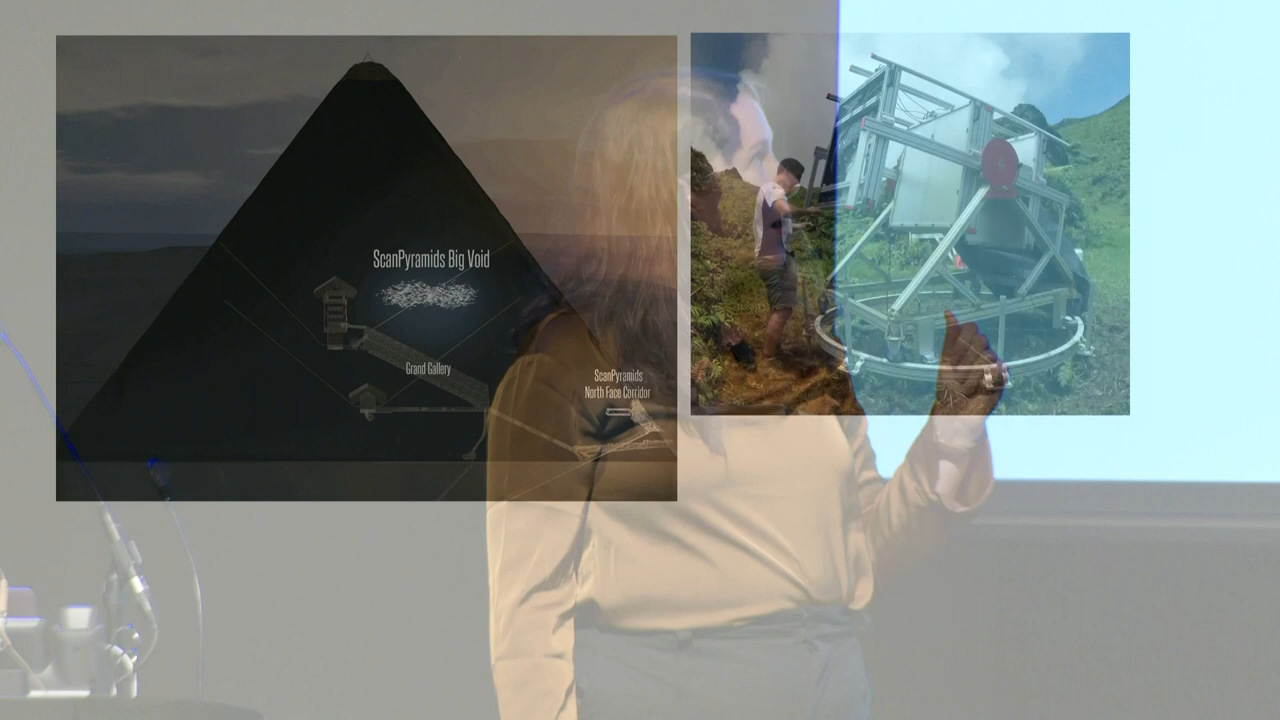 ScanPyramids Big Void
Grand Gallery
ScanPyramids
North Face Corridor